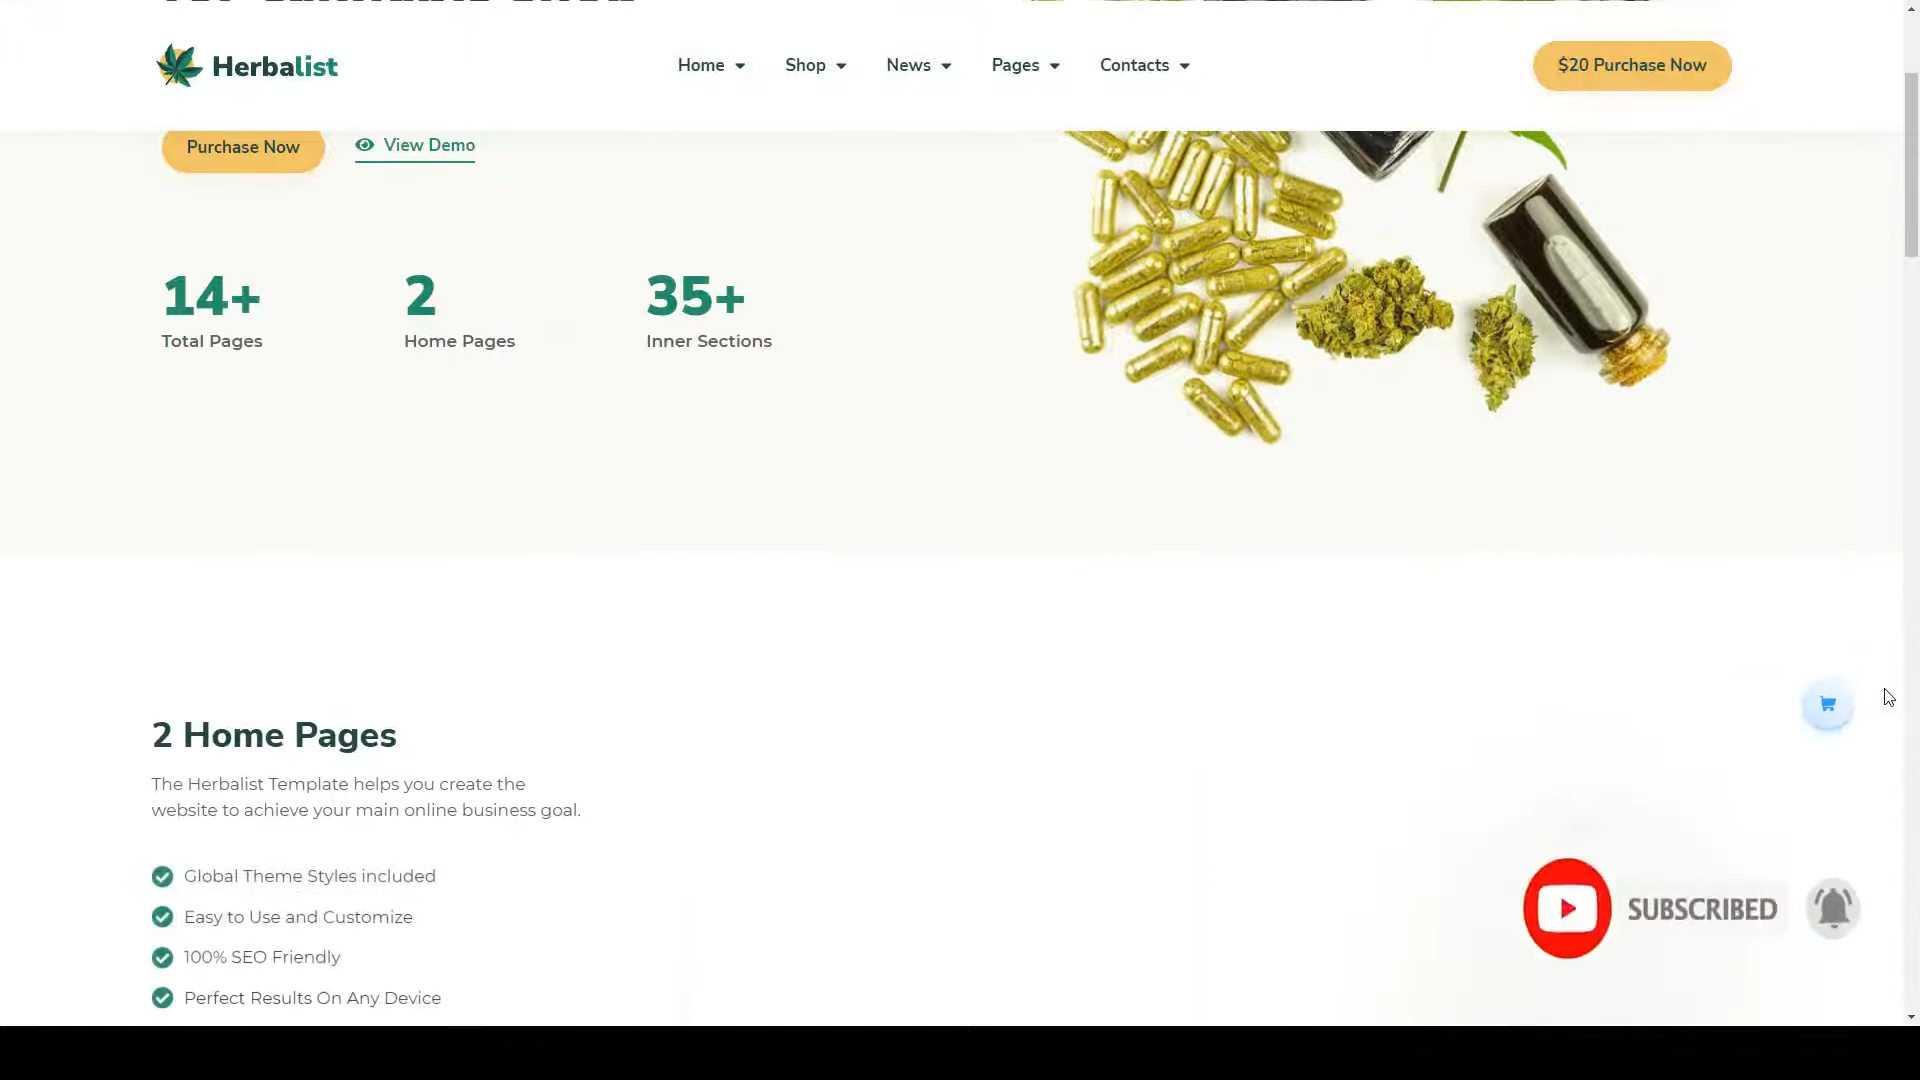 Herbalist
Home
Shop
News
Pages
Contacts
$20 Purchase Now
Purchase Now
View Demo
14+
2
35+
Total Pages
Home Pages
Inner Sections
2 Home Pages
The Herbalist Template helps you create the
website to achieve your main online business goal.
Global Theme Styles included
Easy to Use and Customize
100% SEO Friendly
Perfect Results On Any Device
SUBSCRIBED